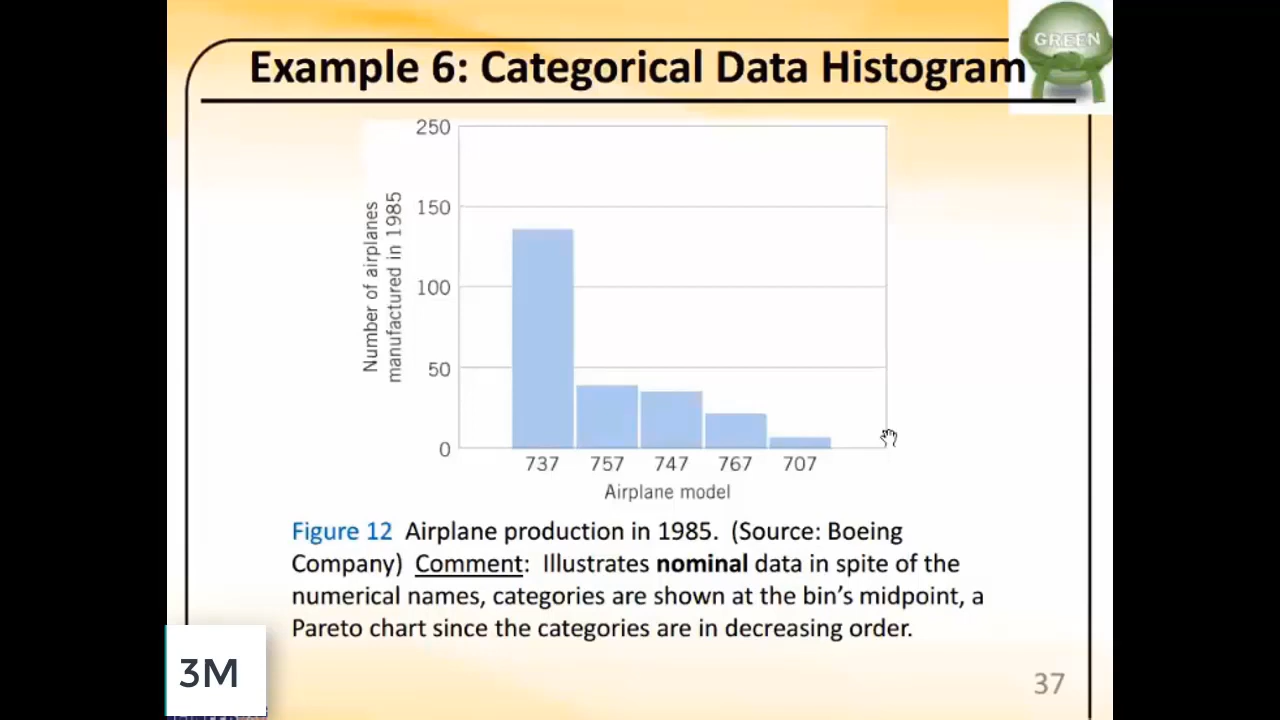 GREEN
Example 6: Categorical Data Histogram
250
150
100
50
0
Number of airplanes
manufactured in 1985
737 757 747 767 707
Airplane model
Figure 12 Airplane production in 1985. (Source: Boeing
Company) Comment: Illustrates nominal data in spite of the
numerical names, categories are shown at the bin's midpoint, a
Pareto chart since the categories are in decreasing order.
3M
37